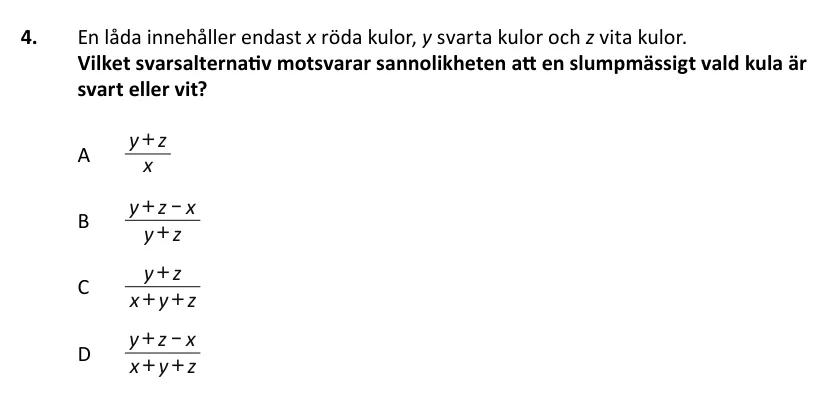 4. En låda innehåller endast x röda kulor, y svarta kulor och z vita kulor.
Vilket svarsalternativ motsvarar sannolikheten att en slumpmässigt vald kula är
svart eller vit?
A (y+z)/x
B (y+z−x)/(y+z)
C (y+z)/(x+y+z)
D (y+z−x)/(x+y+z)